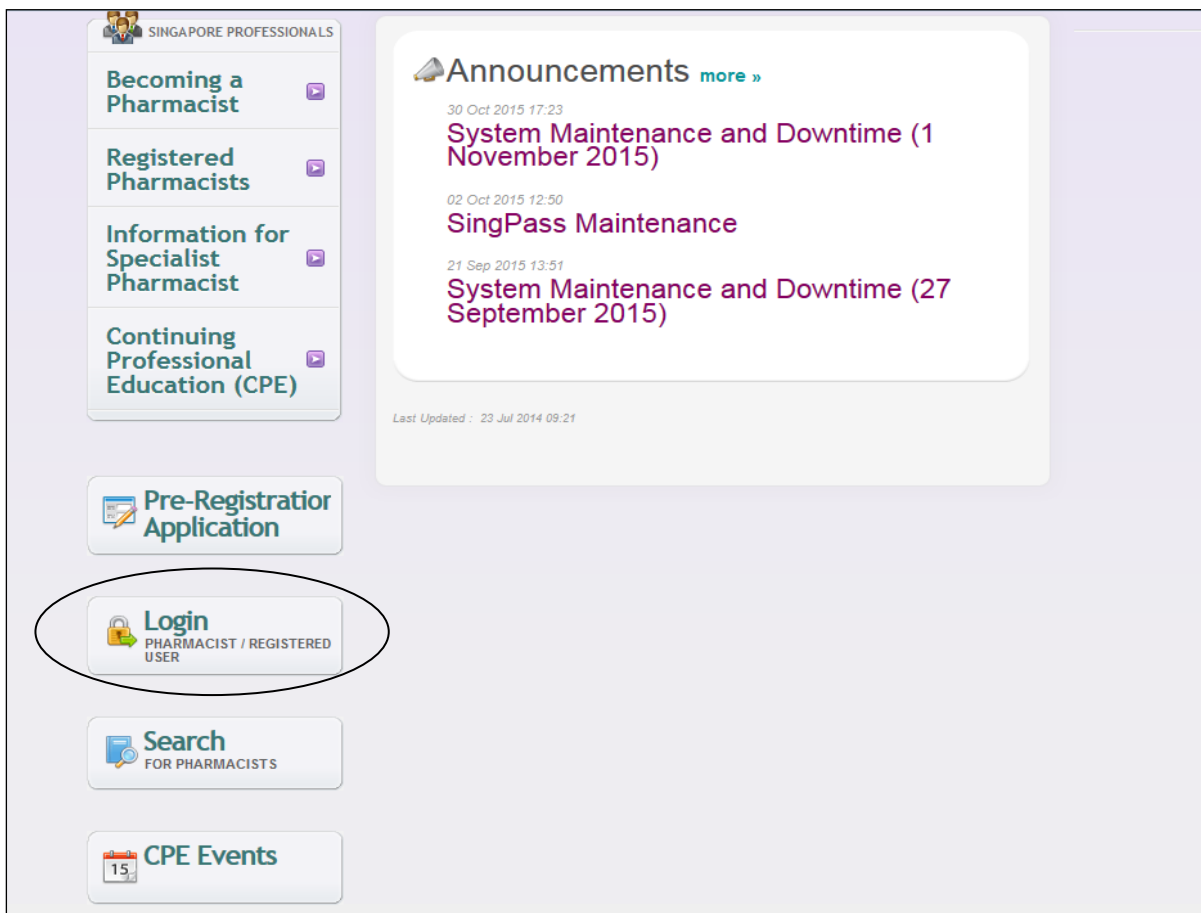 SINGAPORE PROFESSIONALS
Becoming a
Pharmacist
Registered
Pharmacists
Information for
Specialist
Pharmacist
Continuing
Professional
Education (CPE)
Pre-Registration
Application
Login
PHARMACIST / REGISTERED
USER
Search
FOR PHARMACISTS
15
CPE Events
Announcements more »
30 Oct 2015 17:23
System Maintenance and Downtime (1
November 2015)
02 Oct 2015 12:50
SingPass Maintenance
21 Sep 2015 13:51
System Maintenance and Downtime (27
September 2015)
Last Updated : 23 Jul 2014 09:21